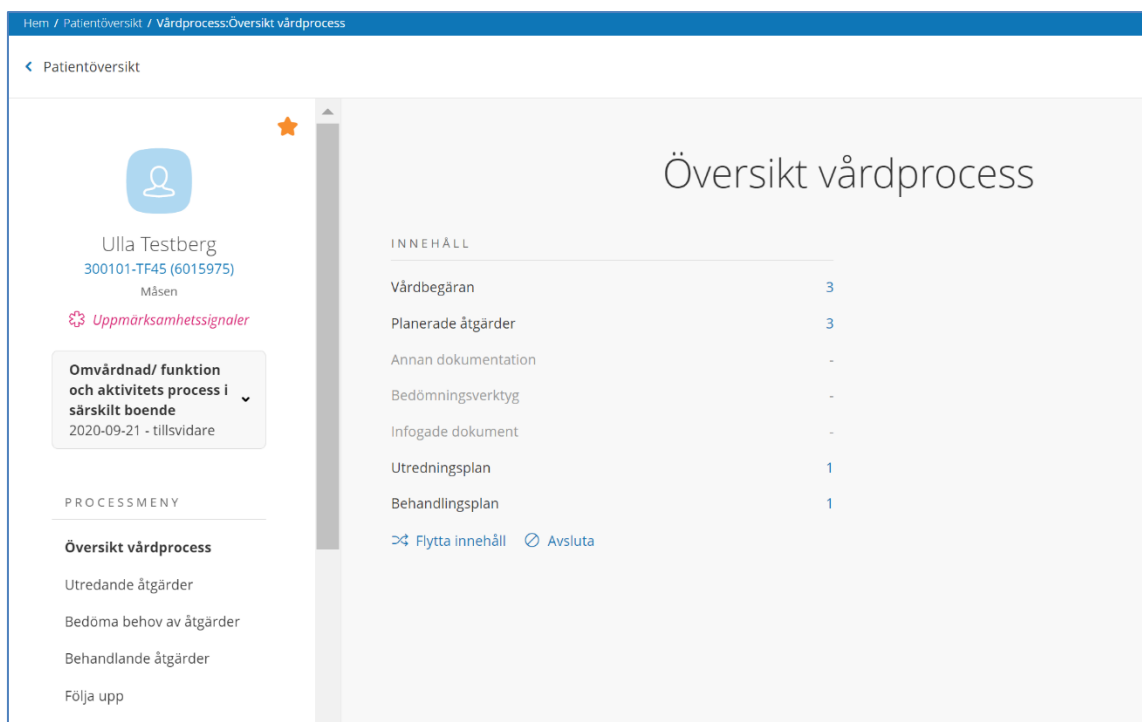 Hem / Patientöversikt / Vårdprocess:Översikt vårdprocess
Patientöversikt
Ulla Testberg
300101-TF45 (6015975)
Måsen
Uppmärksamhetssignaler
Omvårdnad/ funktion
och aktivitets process i
särskilt boende
2020-09-21 - tillsvidare
PROCESSMENY
Översikt vårdprocess
Utredande åtgärder
Bedöma behov av åtgärder
Behandlande åtgärder
Följa upp
Översikt vårdprocess
INNEHÅLL
Vårdbegäran 3
Planerade åtgärder 3
Annan dokumentation -
Bedömningsverktyg -
Infogade dokument -
Utredningsplan 1
Behandlingsplan 1
Flytta innehåll Avsluta